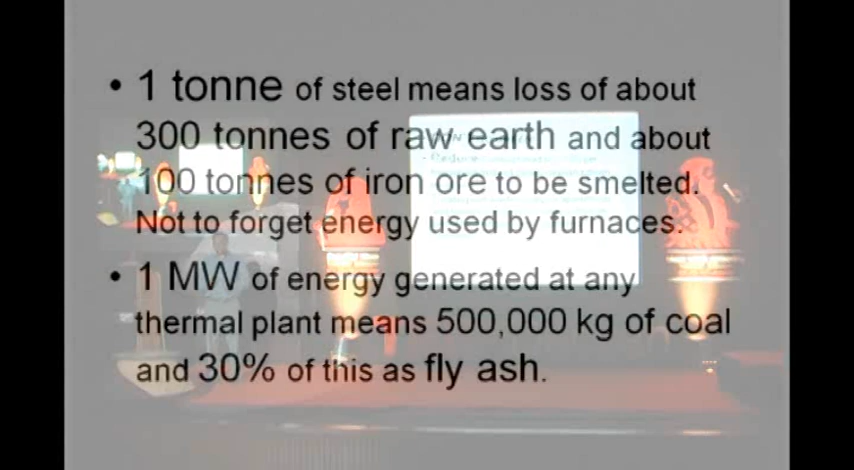 • 1 tonne of steel means loss of about
300 tonnes of raw earth and about
100 tonnes of iron ore to be smelted.
Not to forget energy used by furnaces.
• 1 MW of energy generated at any
thermal plant means 500,000 kg of coal
and 30% of this as fly ash.